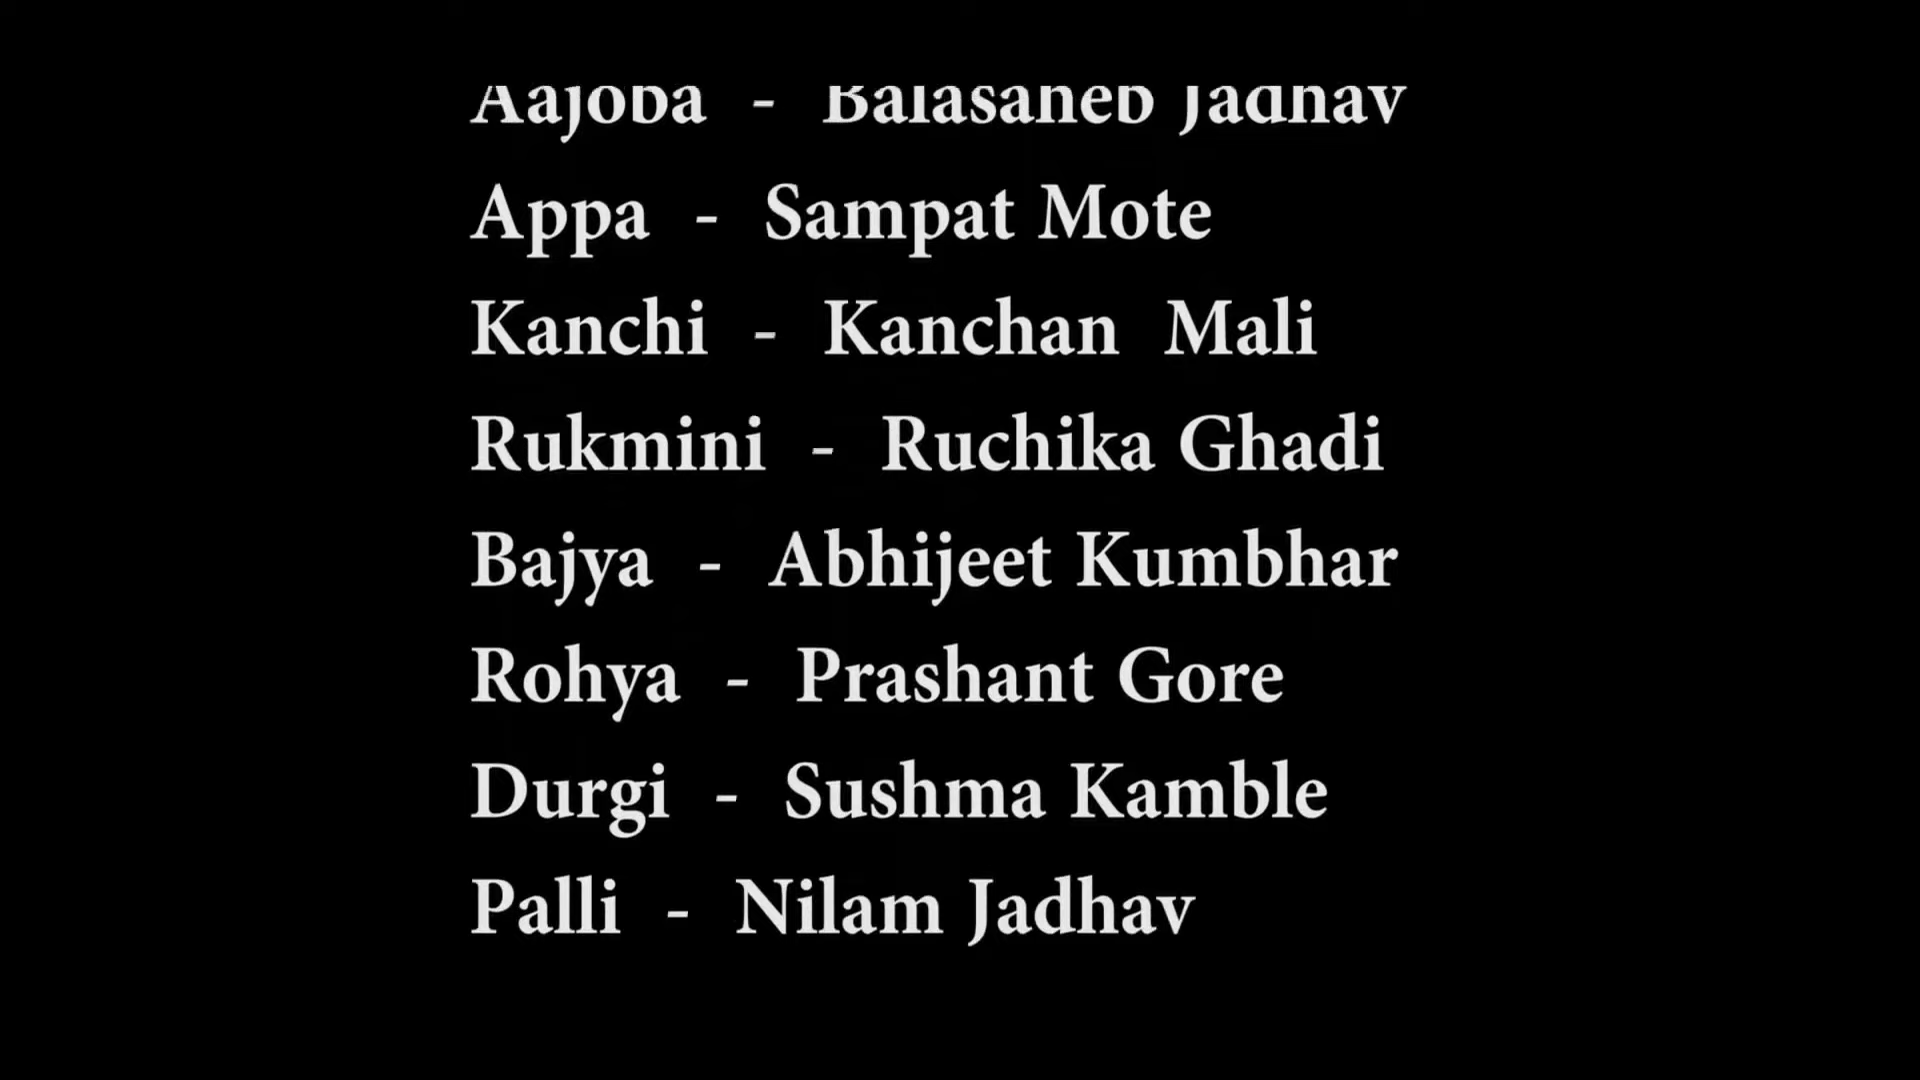 Aajoba - Balasaheb Jadhav
Appa - Sampat Mote
Kanchi - Kanchan Mali
Rukmini - Ruchika Ghadi
Bajya - Abhijeet Kumbhar
Rohya - Prashant Gore
Durgi - Sushma Kamble
Palli - Nilam Jadhav